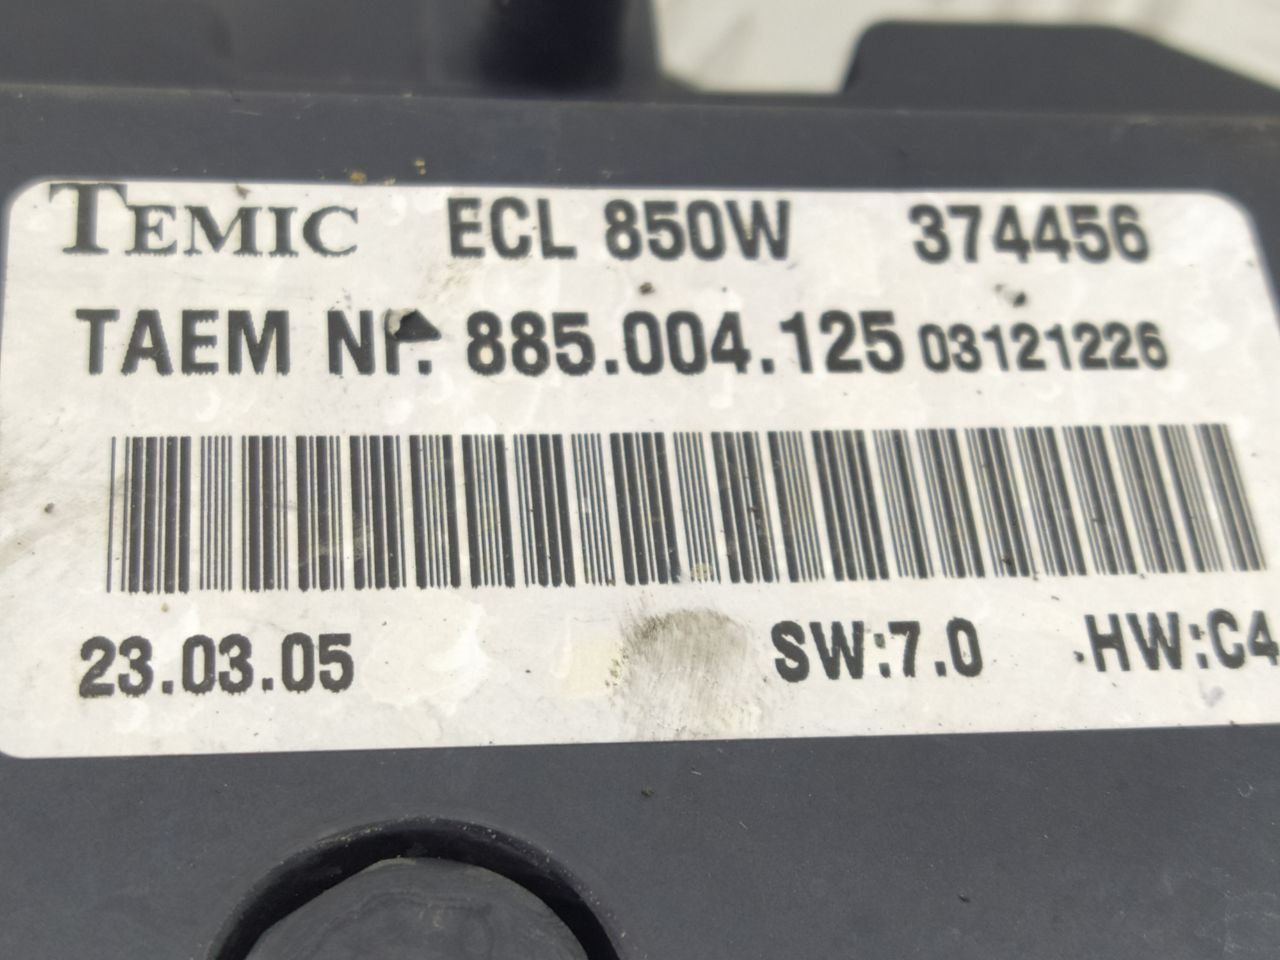 TEMIC ECL 850W 374456
TAEM Nr. 885.004.125 03121226
23.03.05 SW:7.0 HW:C4